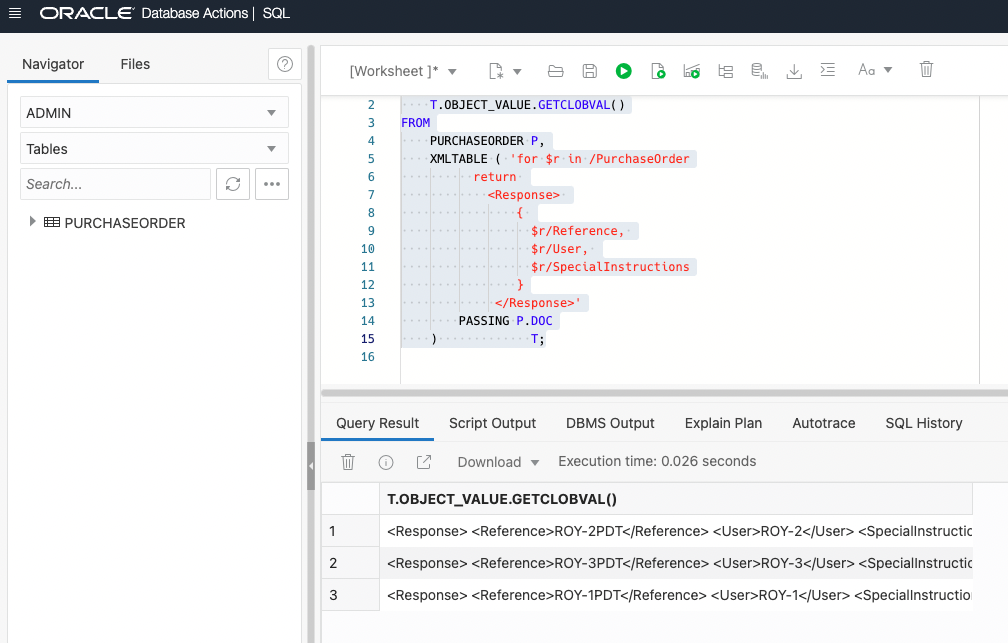 ORACLE Database Actions | SQL
Navigator
Files
ADMIN
Tables
Search...
PURCHASEORDER
[Worksheet ]*
Aa
2 T.OBJECT_VALUE.GETCLOBVAL()
3 FROM
4 PURCHASEORDER P,
5 XMLTABLE ( 'for $r in /PurchaseOrder
6 return
7 <Response>
8 {
9 $r/Reference,
10 $r/User,
11 $r/SpecialInstructions
12 }
13 </Response>'
14 PASSING P.DOC
15 ) T;
16
Query Result
Script Output
DBMS Output
Explain Plan
Autotrace
SQL History
Download
Execution time: 0.026 seconds
T.OBJECT_VALUE.GETCLOBVAL()
1 <Response> <Reference>ROY-2PDT</Reference> <User>ROY-2</User> <SpecialInstructio
2 <Response> <Reference>ROY-3PDT</Reference> <User>ROY-3</User> <SpecialInstructio
3 <Response> <Reference>ROY-1PDT</Reference> <User>ROY-1</User> <SpecialInstructio